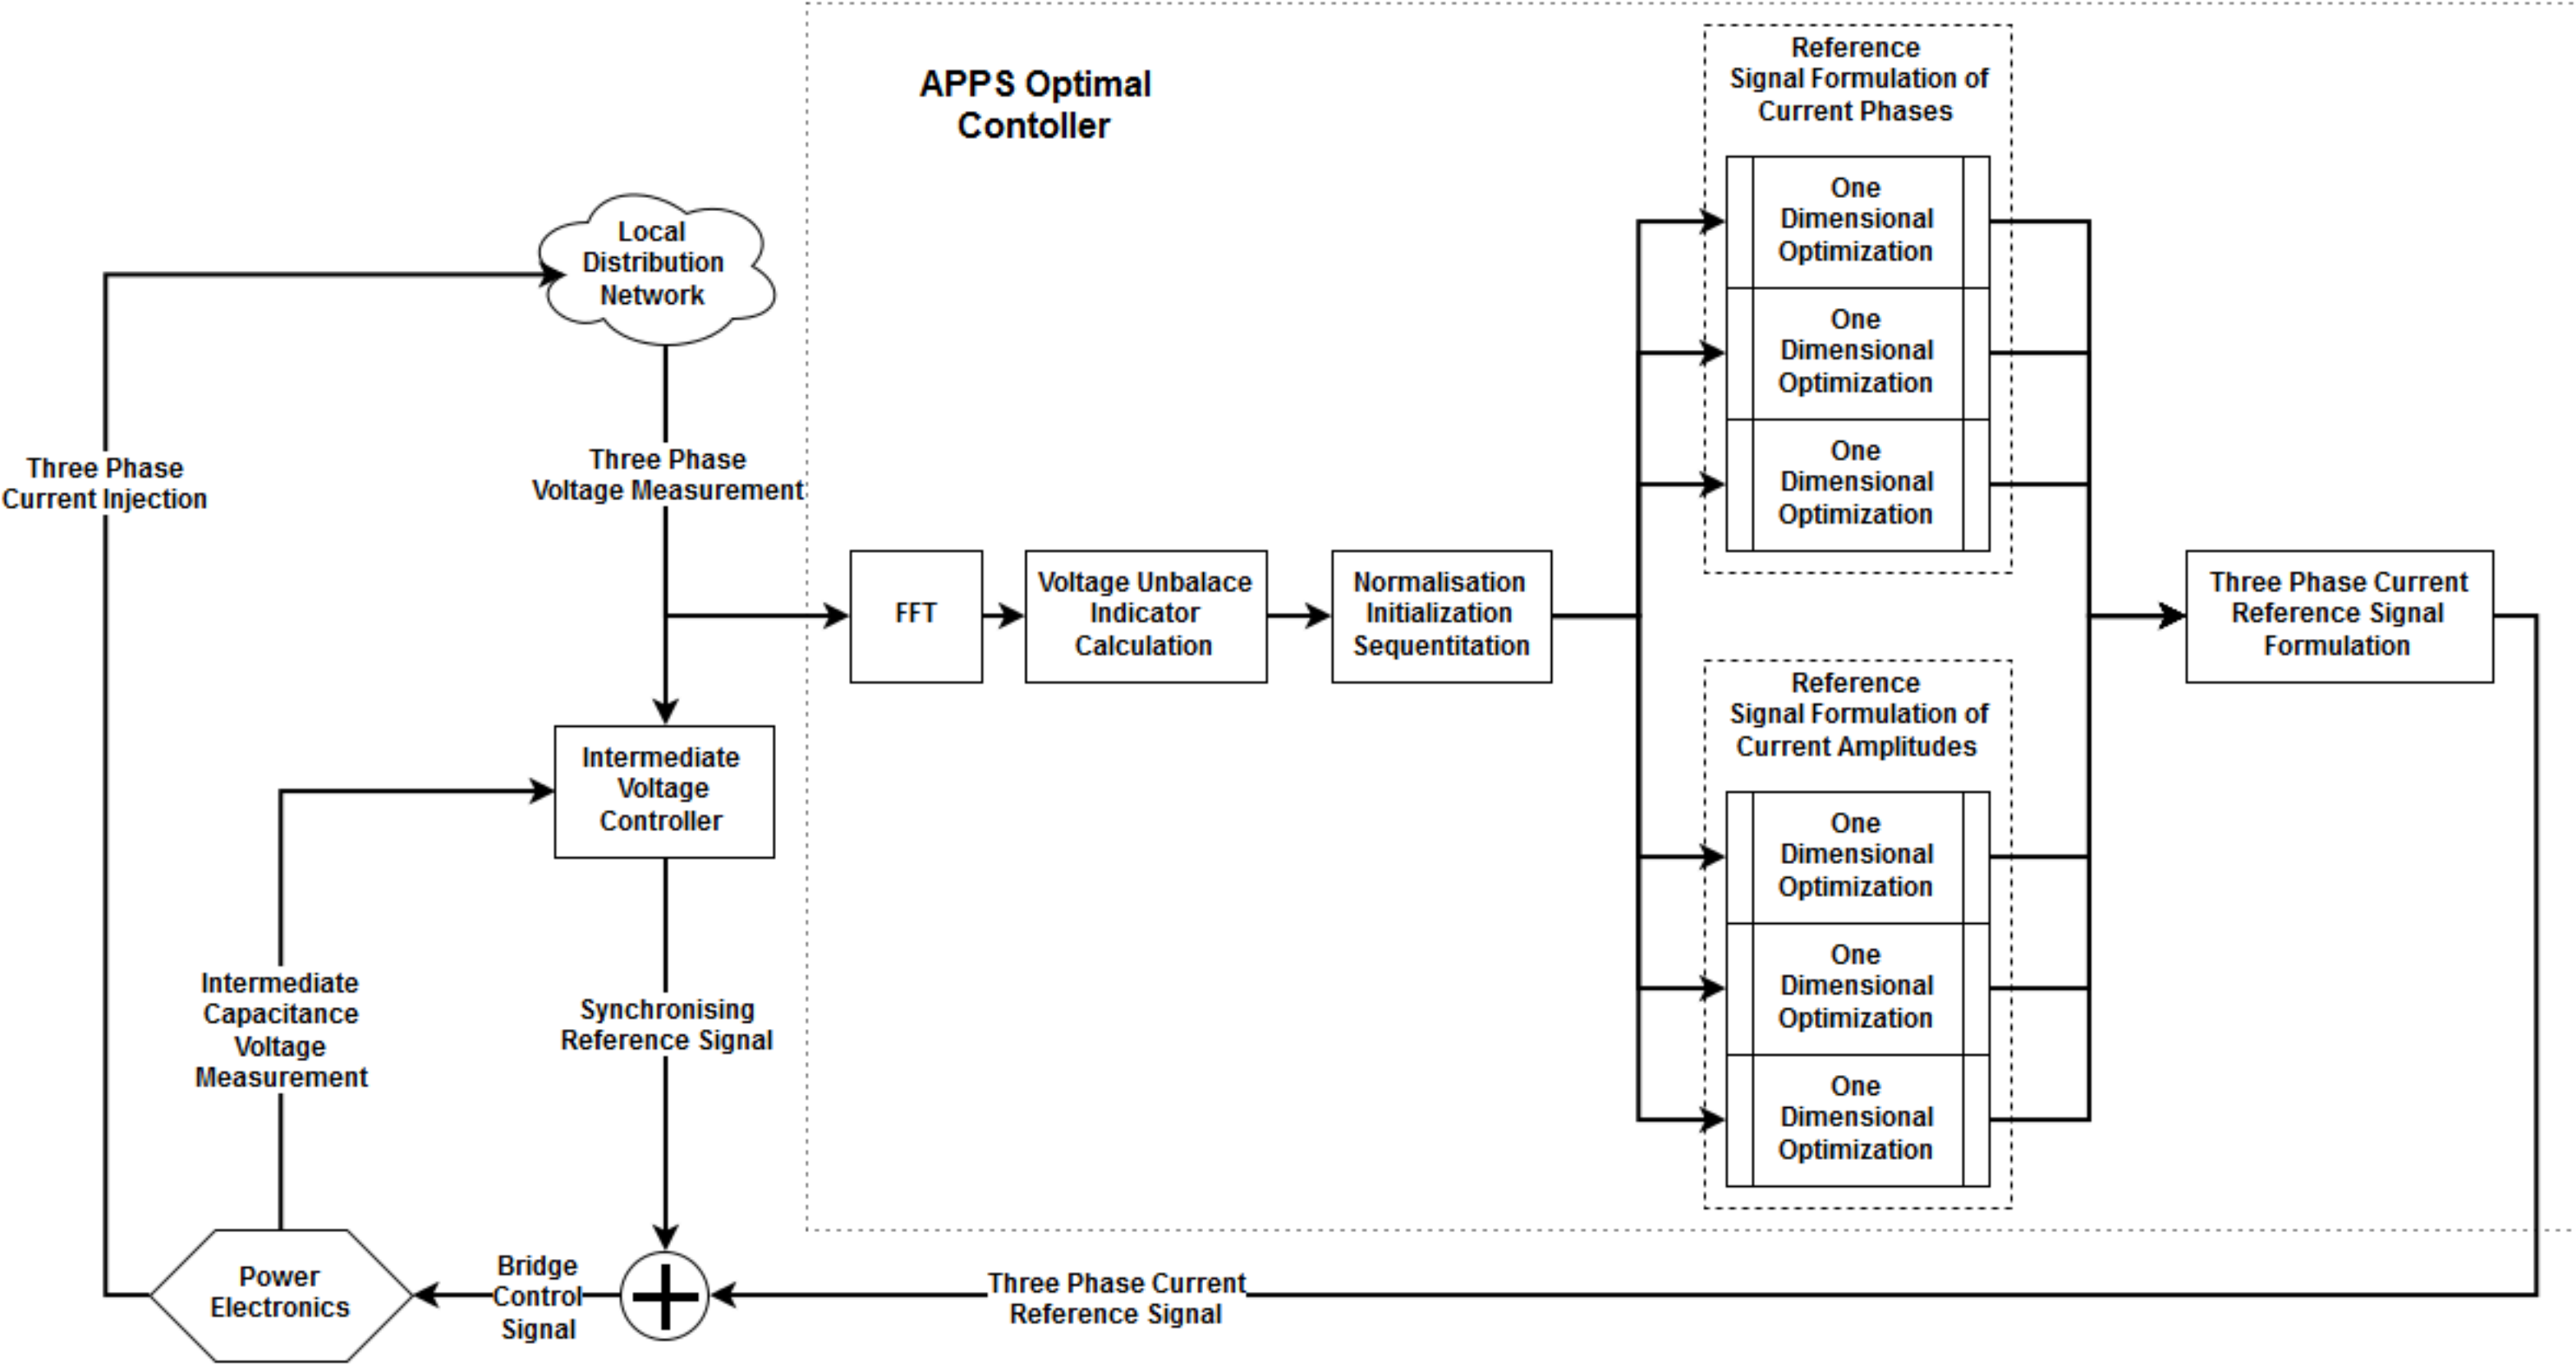 APPS Optimal
Contoller
Reference
Signal Formulation of
Current Phases
One
Dimensional
Optimization
One
Dimensional
Optimization
One
Dimensional
Optimization
Local
Distribution
Network
Three Phase
Current Injection
Three Phase
Voltage Measurement
FFT
Voltage Unbalace
Indicator
Calculation
Normalisation
Initialization
Sequentitation
Three Phase Current
Reference Signal
Formulation
Reference
Signal Formulation of
Current Amplitudes
One
Dimensional
Optimization
One
Dimensional
Optimization
One
Dimensional
Optimization
Intermediate
Voltage
Controller
Intermediate
Capacitance
Voltage
Measurement
Synchronising
Reference Signal
Power
Electronics
Bridge
Control
Signal
Three Phase Current
Reference Signal